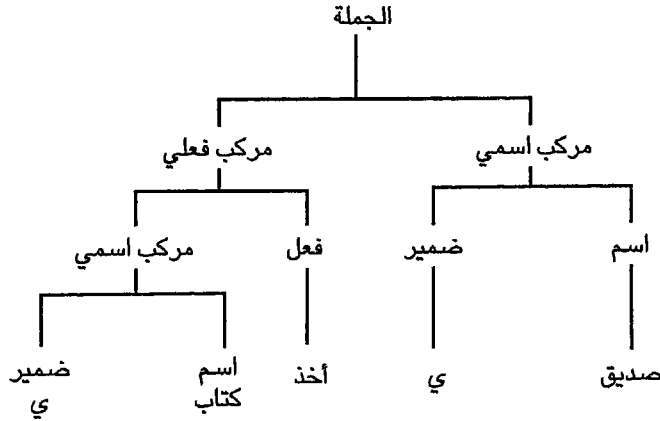 الجملة
مركب اسمي
مركب فعلي
اسم
ضمير
فعل
مركب اسمي
صديق
ي
أخذ
اسم
كتاب
ضمير
ي